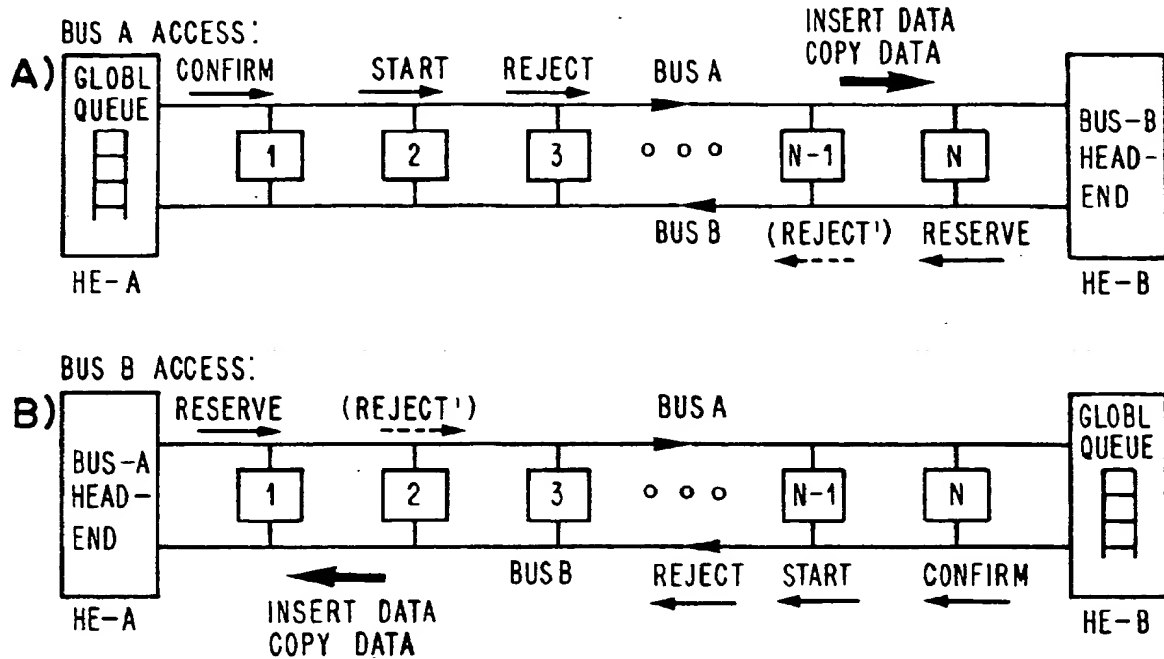 BUS A ACCESS:
A)
GLOBL
QUEUE
CONFIRM
START
REJECT
BUS A
INSERT DATA
COPY DATA
1
2
3
N-1
N
BUS-B
HEAD-
END
BUS B
(REJECT')
RESERVE
HE-A
HE-B
BUS B ACCESS:
B)
RESERVE
(REJECT')
BUS A
GLOBL
QUEUE
BUS-A
HEAD-
END
1
2
3
N-1
N
BUS B
REJECT
START
CONFIRM
INSERT DATA
COPY DATA
HE-A
HE-B